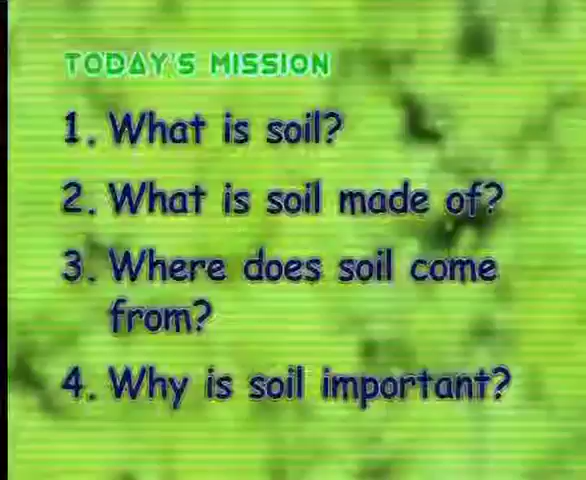 TODAY'S MISSION
1. What is soil?
2. What is soil made of?
3. Where does soil come
from?
4. Why is soil important?